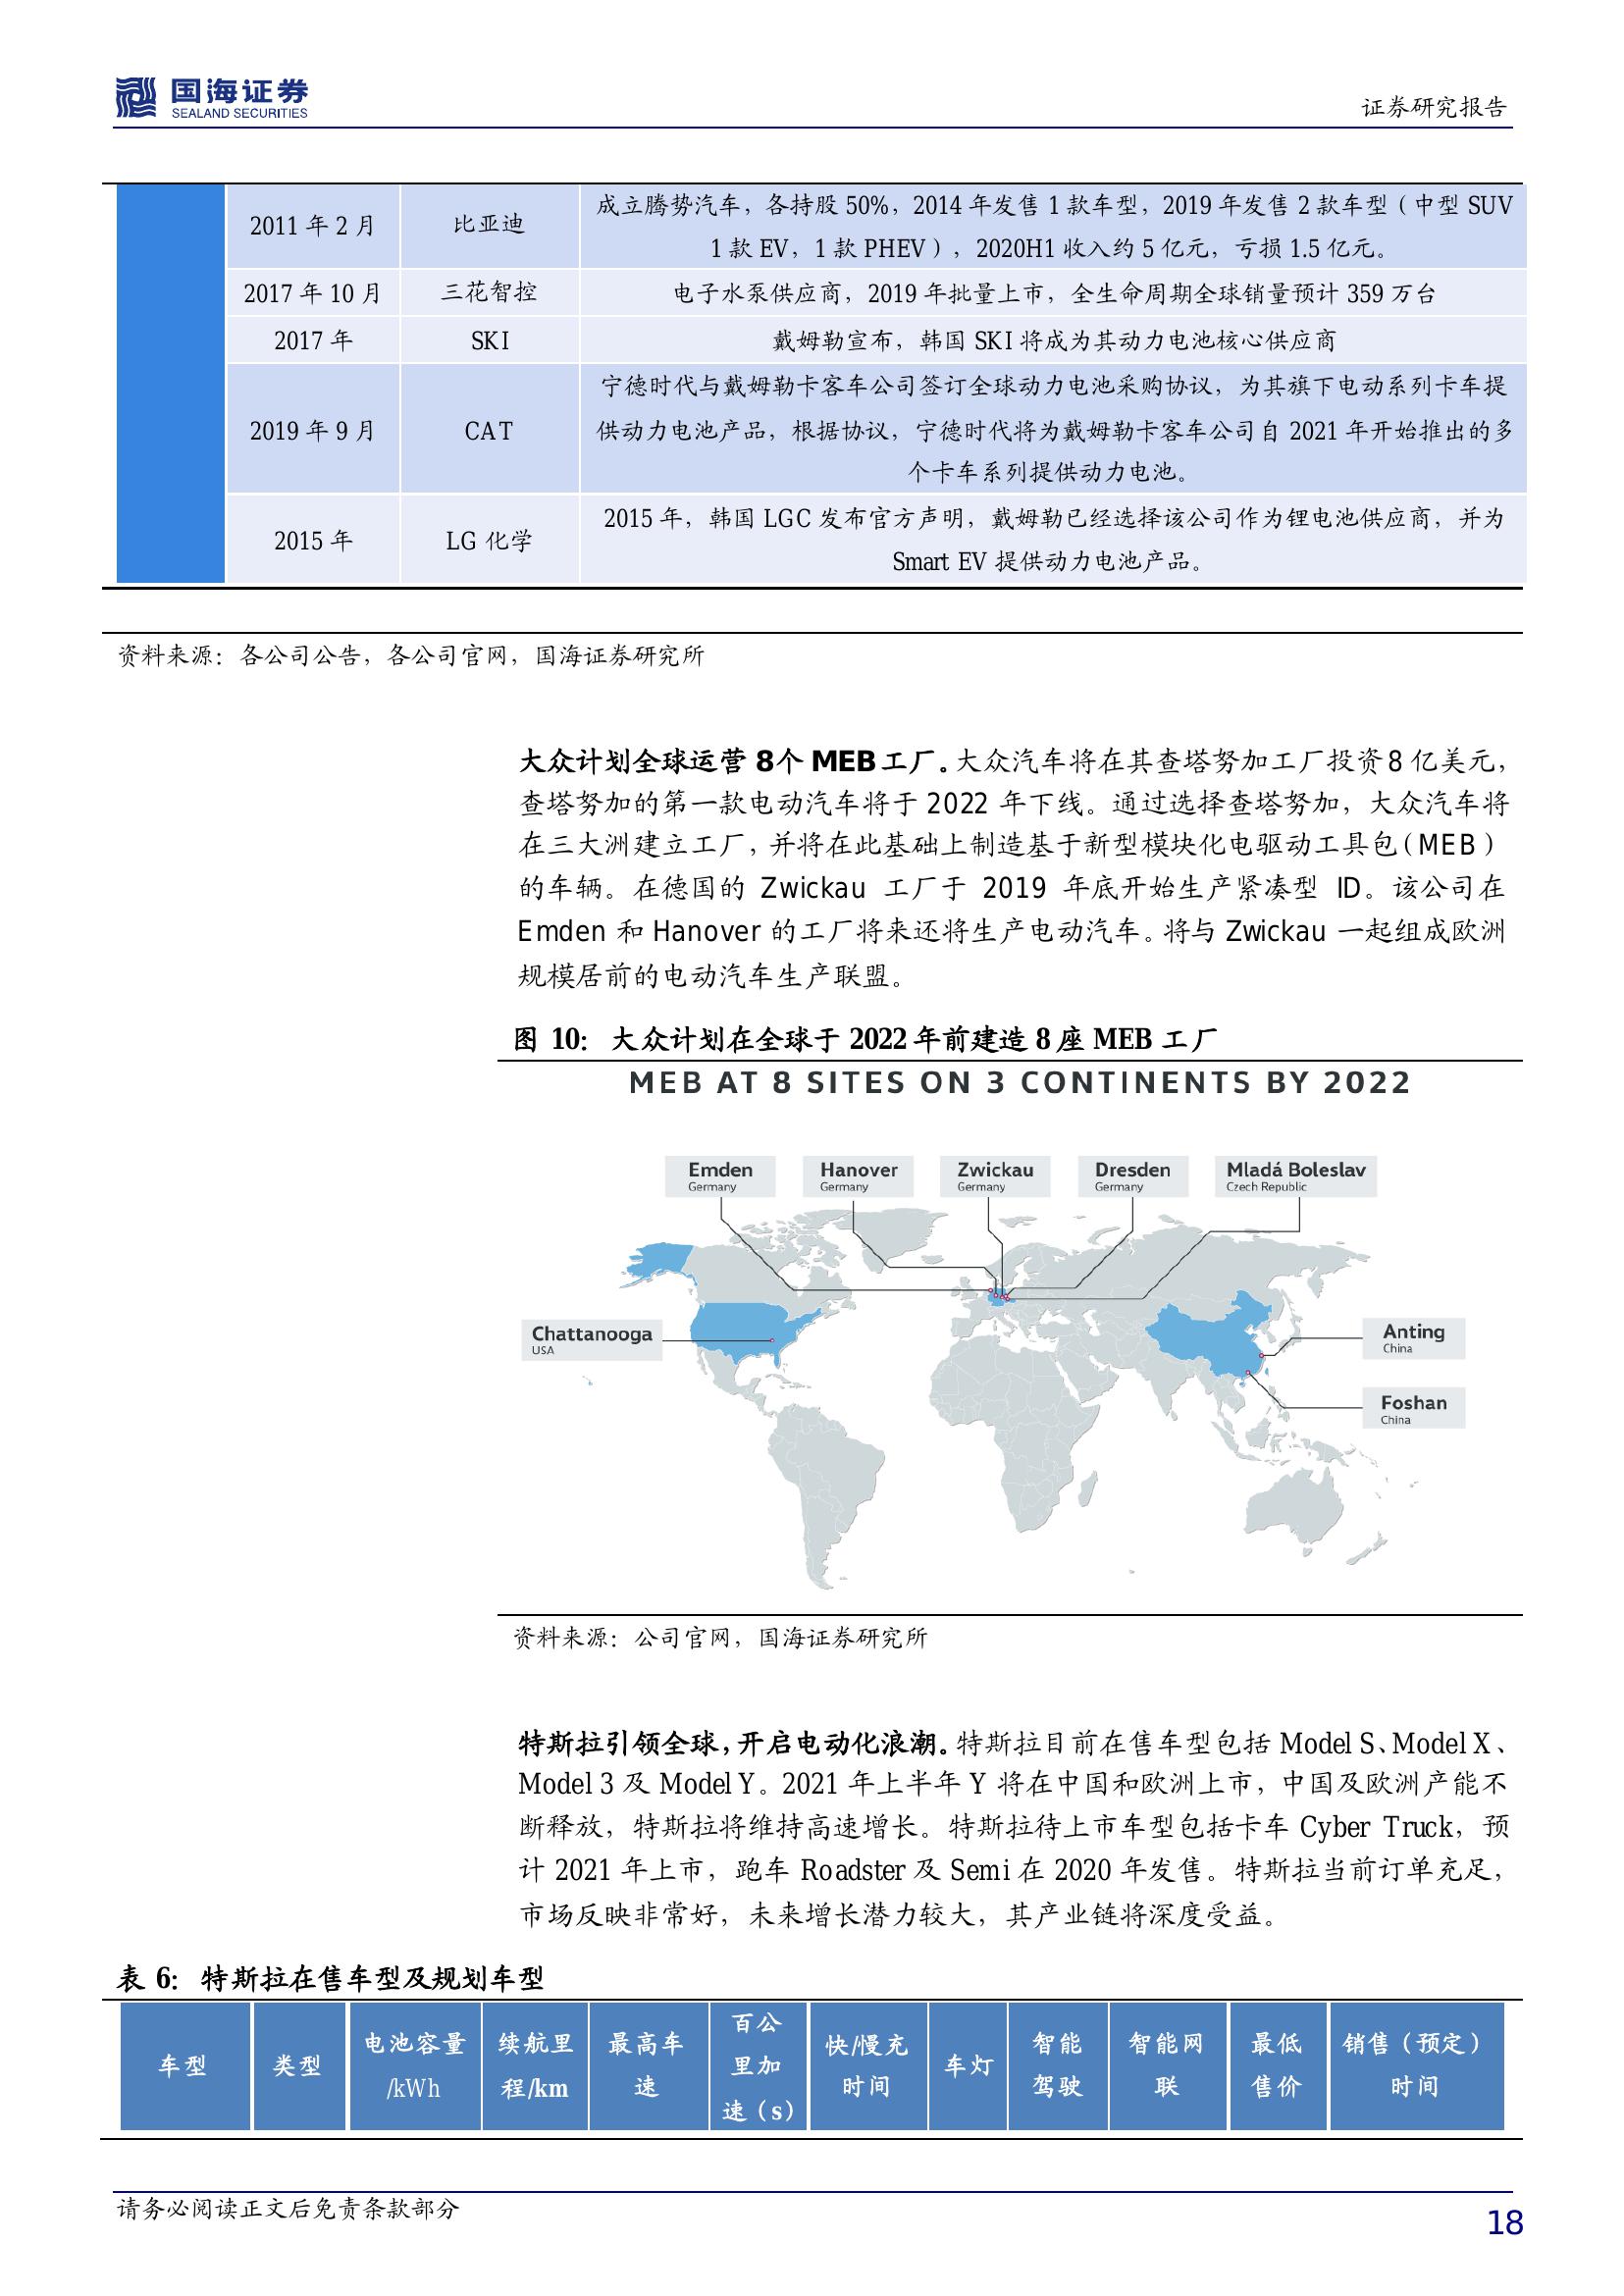 国海证券
SEALAND SECURITIES
证券研究报告
2011 年 2 月 比亚迪 成立腾势汽车，各持股 50%，2014 年发售 1 款车型，2019 年发售 2 款车型（中型 SUV
1 款 EV，1 款 PHEV），2020H1 收入约 5 亿元，亏损 1.5 亿元。
2017 年 10 月 三花智控 电子水泵供应商，2019 年批量上市，全生命周期全球销量预计 359 万台
2017 年 SKI 戴姆勒宣布，韩国 SKI 将成为其动力电池核心供应商
2019 年 9 月 CAT 宁德时代与戴姆勒卡客车公司签订全球动力电池采购协议，为其旗下电动系列卡车提
供动力电池产品，根据协议，宁德时代将为戴姆勒卡客车公司自 2021 年开始推出的多
个卡车系列提供动力电池。
2015 年 LG 化学 2015 年，韩国 LGC 发布官方声明，戴姆勒已经选择该公司作为锂电池供应商，并为
Smart EV 提供动力电池产品。
资料来源：各公司公告，各公司官网，国海证券研究所
大众计划全球运营 8个 MEB 工厂。大众汽车将在其查塔努加工厂投资 8 亿美元，
查塔努加的第一款电动汽车将于 2022 年下线。通过选择查塔努加，大众汽车将
在三大洲建立工厂，并将在此基础上制造基于新型模块化电驱动工具包（MEB）
的车辆。在德国的 Zwickau 工厂于 2019 年底开始生产紧凑型 ID。该公司在
Emden 和 Hanover 的工厂将来还将生产电动汽车。将与 Zwickau 一起组成欧洲
规模居前的电动汽车生产联盟。
图 10：大众计划在全球于 2022 年前建造 8 座 MEB 工厂
MEB AT 8 SITES ON 3 CONTINENTS BY 2022
Emden Hanover Zwickau Dresden Mladá Boleslav
Germany Germany Germany Germany Czech Republic
Chattanooga
USA
Anting
China
Foshan
China
资料来源：公司官网，国海证券研究所
特斯拉引领全球，开启电动化浪潮。特斯拉目前在售车型包括 Model S、Model X、
Model 3 及 Model Y。2021 年上半年 Y 将在中国和欧洲上市，中国及欧洲产能不
断释放，特斯拉将维持高速增长。特斯拉待上市车型包括卡车 Cyber Truck，预
计 2021 年上市，跑车 Roadster 及 Semi 在 2020 年发售。特斯拉当前订单充足，
市场反映非常好，未来增长潜力较大，其产业链将深度受益。
表 6：特斯拉在售车型及规划车型
车型
类型
电池容量
/kWh
续航里
程/km
最高车
速
百公
里加
速（s）
快/慢充
时间
车灯
智能
驾驶
智能网
联
最低
售价
销售（预定）
时间
请务必阅读正文后免责条款部分
18